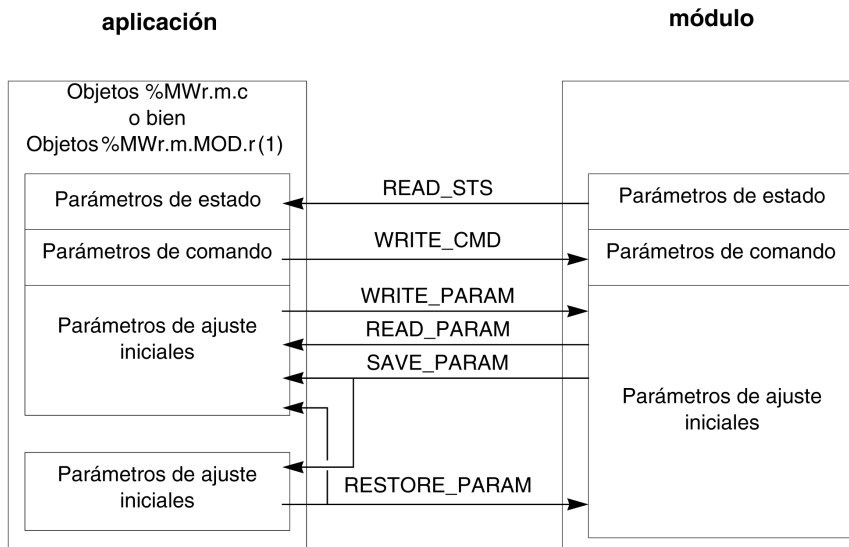 aplicación
módulo
Objetos %MWr.m.c
o bien
Objetos %MWr.m.MOD.r (1)
Parámetros de estado
READ_STS
Parámetros de estado
Parámetros de comando
WRITE_CMD
Parámetros de comando
WRITE_PARAM
Parámetros de ajuste
iniciales
READ_PARAM
SAVE_PARAM
Parámetros de ajuste
iniciales
Parámetros de ajuste
iniciales
RESTORE_PARAM